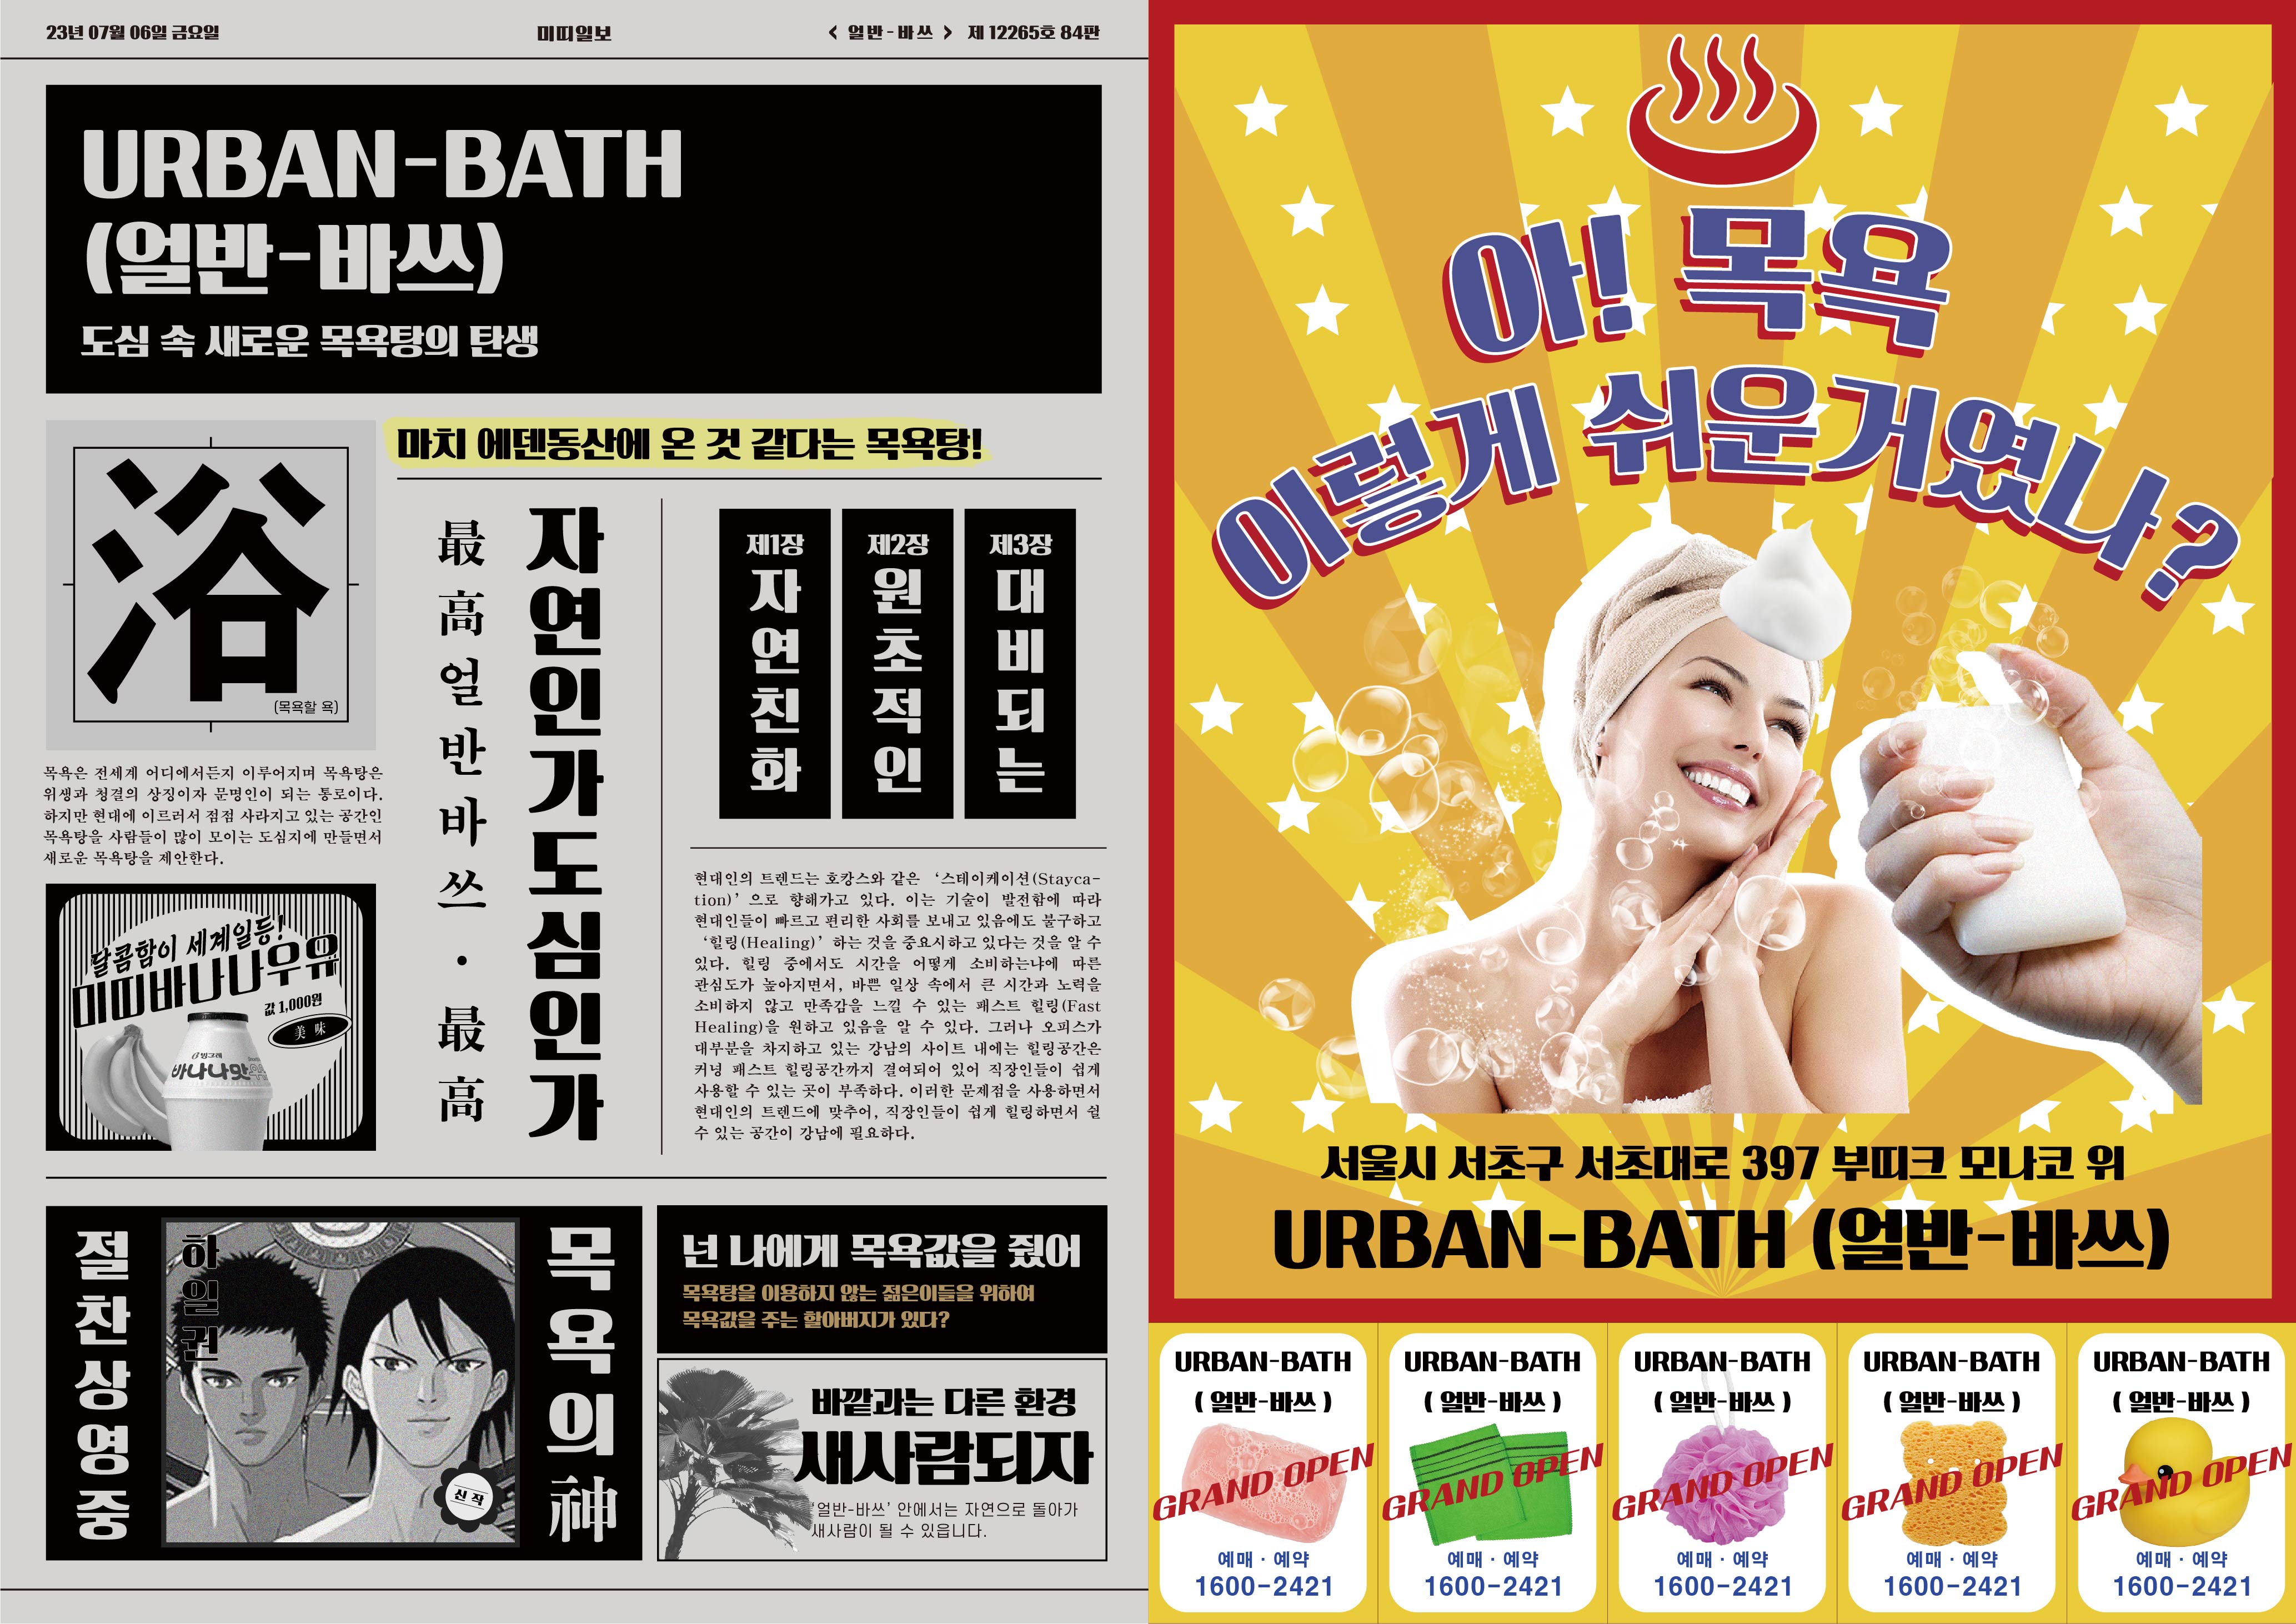 23년 07월 06일 금요일
미띠일보
< 얼반-바쓰 > 제 12265호 84판
URBAN-BATH
(얼반-바쓰)
도심 속 새로운 목욕탕의 탄생
浴
(목욕할 욕)
목욕은 전세계 어디에서든지 이루어지며 목욕탕은
위생과 청결의 상징이자 문명인이 되는 통로이다.
하지만 현대에 이르러서 점점 사라지고 있는 공간인
목욕탕을 사람들이 많이 모이는 도심지에 만들면서
새로운 목욕탕을 제안한다.
달콤함이 세계일등!
미띠바나나우유
값 1,000원
美味
빙그레
바나나맛우유
마치 에덴동산에 온 것 같다는 목욕탕!
最高얼반바쓰·最高
자연인가도심인가
제1장
자연친화
제2장
원초적인
제3장
대비되는
현대인의 트렌드는 호캉스와 같은 ‘스테이케이션(Stayca-
tion)’으로 향해가고 있다. 이는 기술이 발전함에 따라
현대인들이 빠르고 편리한 사회를 보내고 있음에도 불구하고
‘힐링(Healing)’하는 것을 중요시하고 있다는 것을 알 수
있다. 힐링 중에서도 시간을 어떻게 소비하는냐에 따른
관심도가 높아지면서, 바쁜 일상 속에서 큰 시간과 노력을
소비하지 않고 만족감을 느낄 수 있는 패스트 힐링(Fast
Healing)을 원하고 있음을 알 수 있다. 그러나 오피스가
대부분을 차지하고 있는 강남의 사이트 내에는 힐링공간은
커녕 패스트 힐링공간까지 결여되어 있어 직장인들이 쉽게
사용할 수 있는 곳이 부족하다. 이러한 문제점을 사용하면서
현대인의 트렌드에 맞추어, 직장인들이 쉽게 힐링하면서 쉴
수 있는 공간이 강남에 필요하다.
절찬상영중
하일권
신작
목욕의神
넌 나에게 목욕값을 줬어
목욕탕을 이용하지 않는 젊은이들을 위하여
목욕값을 주는 할아버지가 있다?
바깥과는 다른 환경
새사람되자
‘얼반-바쓰’ 안에서는 자연으로 돌아가
새사람이 될 수 있읍니다.
아! 목욕
이렇게 쉬운거였나?
서울시 서초구 서초대로 397 부띠크 모나코 위
URBAN-BATH (얼반-바쓰)
URBAN-BATH
( 얼반-바쓰 )
GRAND OPEN
예매 · 예약
1600-2421
URBAN-BATH
( 얼반-바쓰 )
GRAND OPEN
예매 · 예약
1600-2421
URBAN-BATH
( 얼반-바쓰 )
GRAND OPEN
예매 · 예약
1600-2421
URBAN-BATH
( 얼반-바쓰 )
GRAND OPEN
예매 · 예약
1600-2421
URBAN-BATH
( 얼반-바쓰 )
GRAND OPEN
예매 · 예약
1600-2421